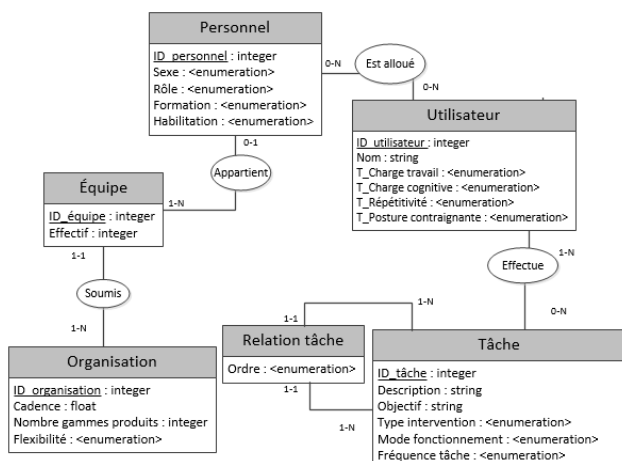 Personnel
ID_personnel : integer
Sexe : <enumeration>
Rôle : <enumeration>
Formation : <enumeration>
Habilitation : <enumeration>
0-N
Est alloué
0-N
Utilisateur
ID_utilisateur : integer
Nom : string
T_Charge travail : <enumeration>
T_Charge cognitive : <enumeration>
T_Répétitivité : <enumeration>
T_Posture contraignante : <enumeration>
0-1
Appartient
1-N
Équipe
ID_équipe : integer
Effectif : integer
1-1
Soumis
1-N
Organisation
ID_organisation : integer
Cadence : float
Nombre gammes produits : integer
Flexibilité : <enumeration>
1-N
Effectue
0-N
1-N
1-1
Relation tâche
Ordre : <enumeration>
1-1
1-N
Tâche
ID_tâche : integer
Description : string
Objectif : string
Type intervention : <enumeration>
Mode fonctionnement : <enumeration>
Fréquence tâche : <enumeration>